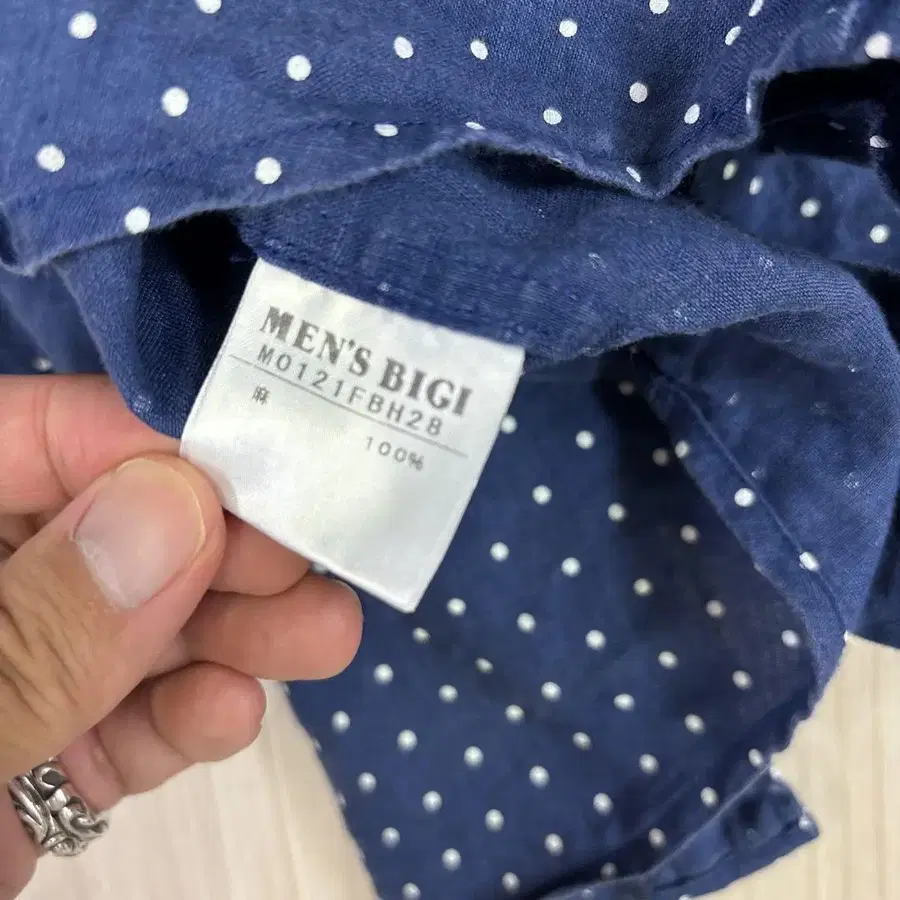 MEN'S BIGI
M0121FBH28
麻
100%